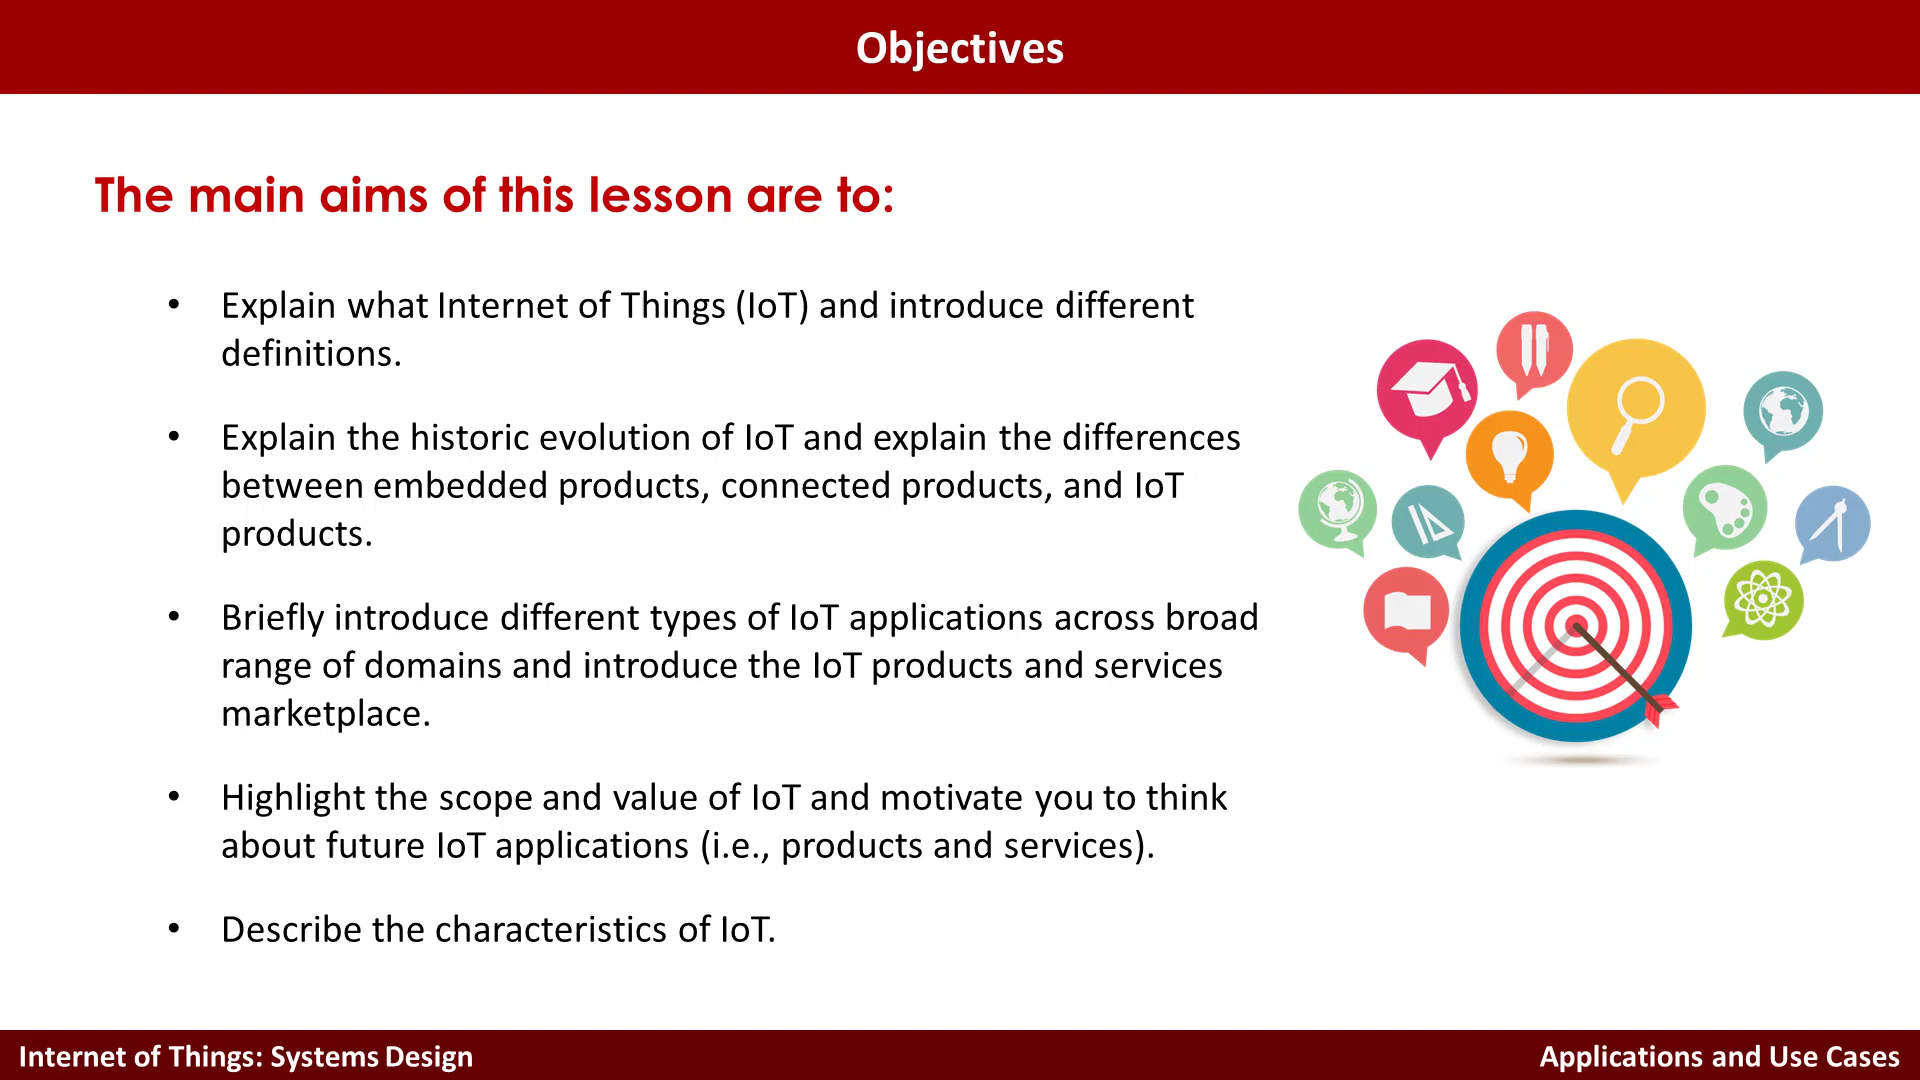 Objectives
The main aims of this lesson are to:
• Explain what Internet of Things (IoT) and introduce different
definitions.
• Explain the historic evolution of IoT and explain the differences
between embedded products, connected products, and IoT
products.
• Briefly introduce different types of IoT applications across broad
range of domains and introduce the IoT products and services
marketplace.
• Highlight the scope and value of IoT and motivate you to think
about future IoT applications (i.e., products and services).
• Describe the characteristics of IoT.
Internet of Things: Systems Design
Applications and Use Cases